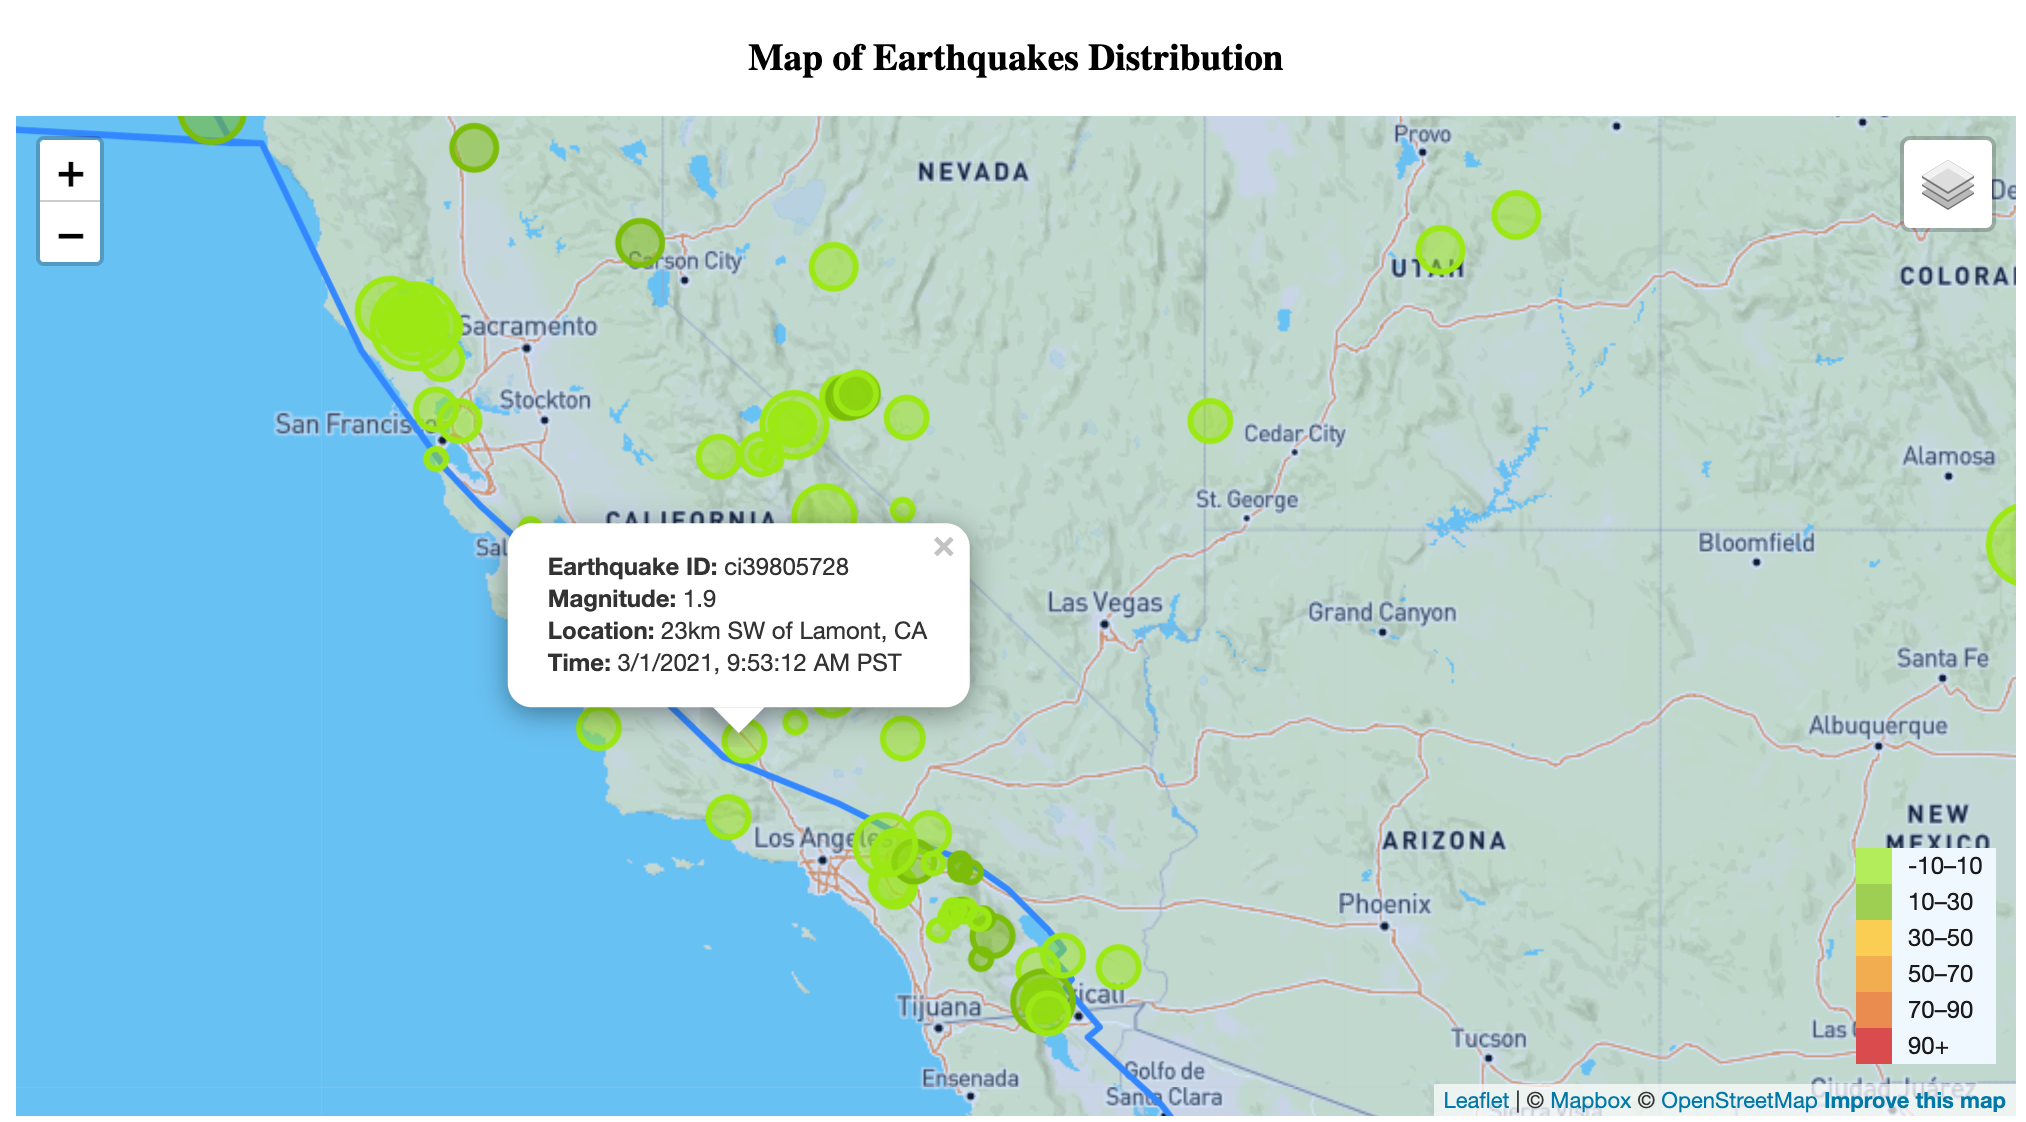 Map of Earthquakes Distribution
+
−
Provo
NEVADA
De
Carson City
UTAH
COLORA
Sacramento
Stockton
San Francis
Cedar City
Alamosa
St. George
CALIFORNIA
Sal
Bloomfield
×
Earthquake ID: ci39805728
Magnitude: 1.9
Location: 23km SW of Lamont, CA
Time: 3/1/2021, 9:53:12 AM PST
Las Vegas
Grand Canyon
Santa Fe
Albuquerque
Los Angeles
ARIZONA
NEW
MEXICO
Phoenix
-10–10
10–30
30–50
50–70
70–90
90+
xicali
Tijuana
Las
Tucson
Ensenada
Golfo de
Santa Clara
Ciudad Juárez
Sierra Vista
Leaflet | © Mapbox © OpenStreetMap Improve this map